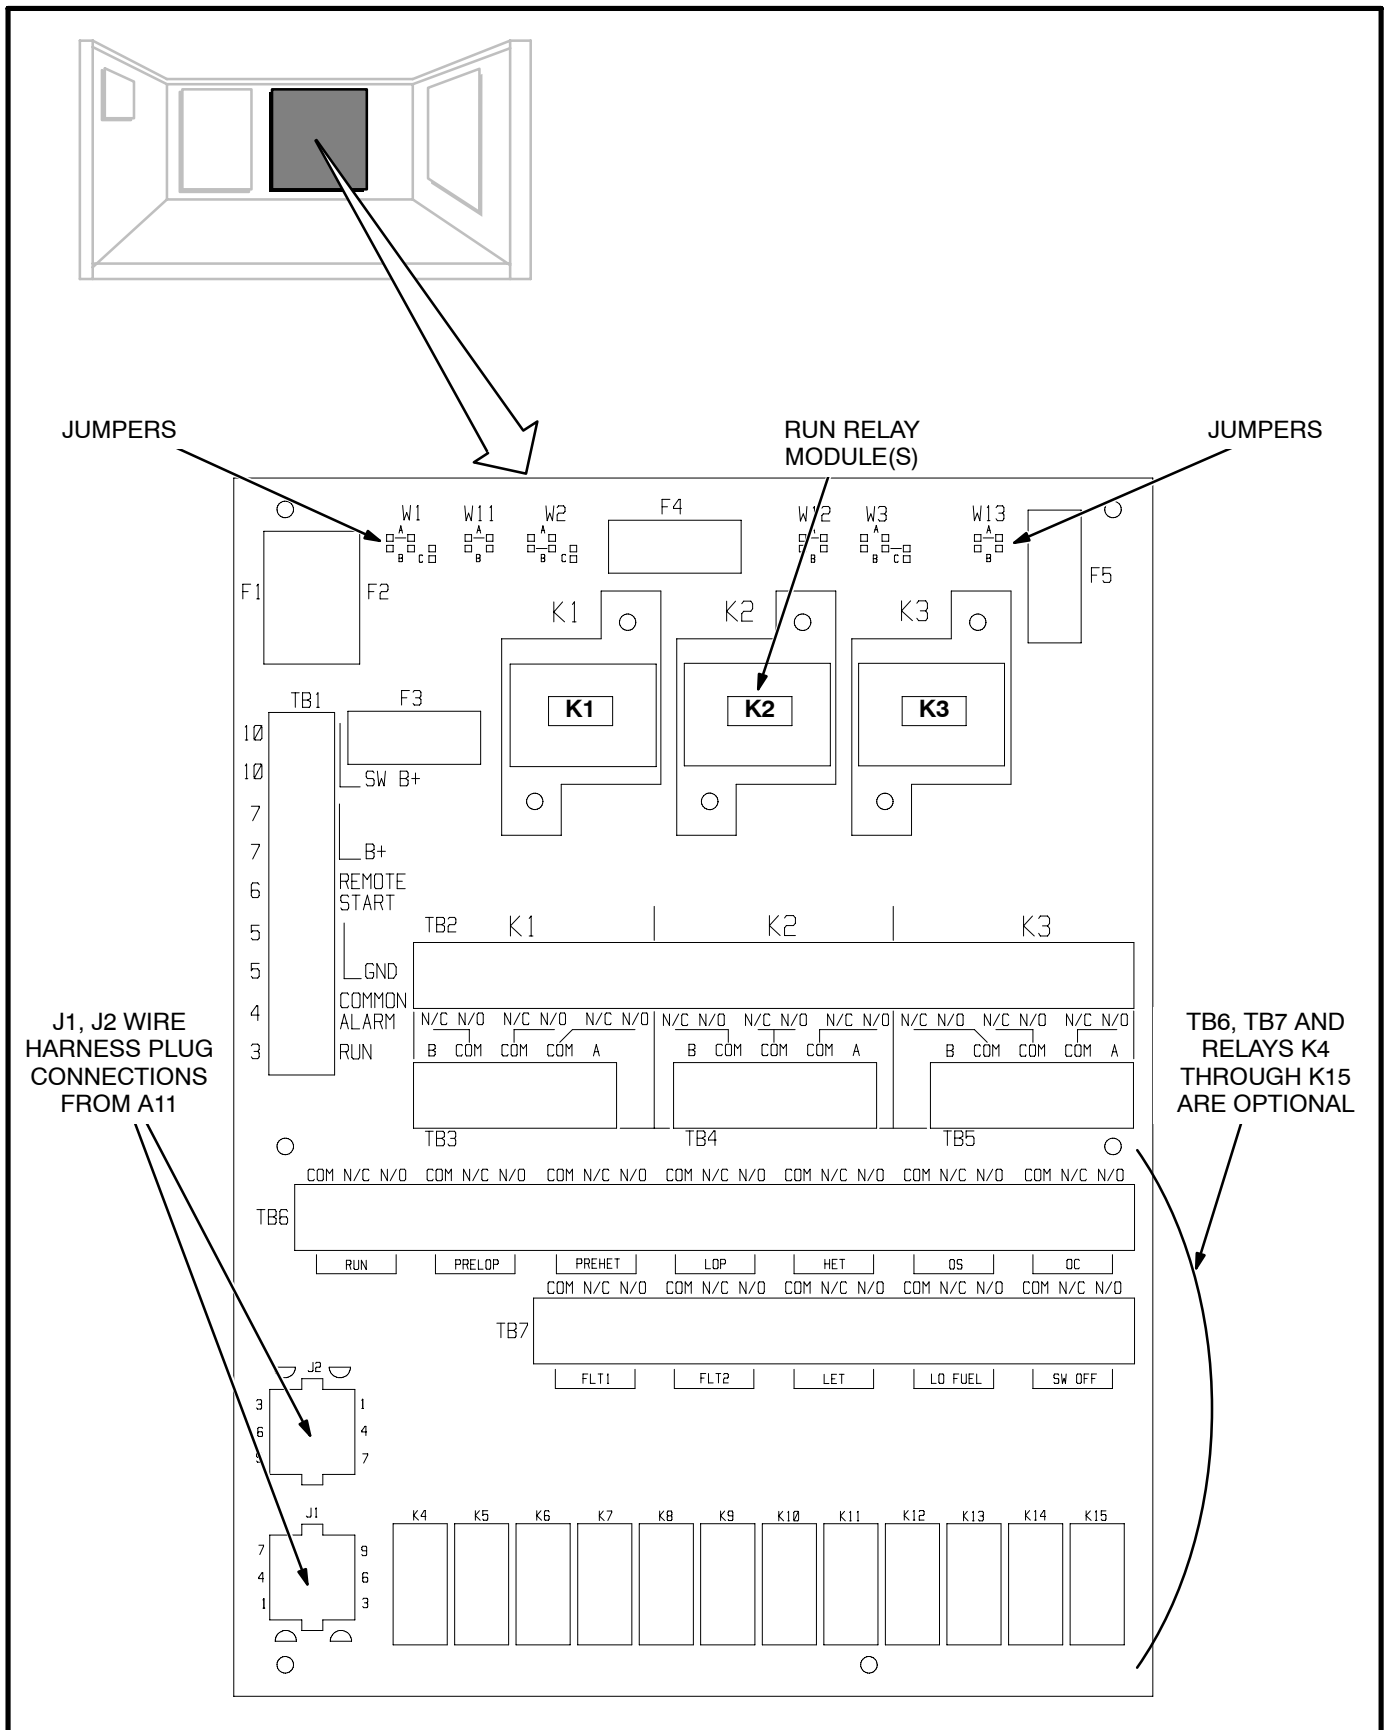 JUMPERS
RUN RELAY
MODULE(S)
JUMPERS
W1
W11
W2
F4
W12
W3
W13
A
A
A
A
A
A
B
C
B
B
C
B
B
C
B
F1
F2
F5
K1
K2
K3
K1
K2
K3
TB1
F3
10
10
SW B+
7
7
B+
6
REMOTE
START
5
5
GND
4
COMMON
ALARM
3
RUN
TB2
K1
K2
K3
N/C N/O N/C N/O N/C N/O N/C N/O N/C N/O N/C N/O N/C N/O N/C N/O N/C N/O
B COM COM COM A B COM COM COM A B COM COM COM A
TB3
TB4
TB5
J1, J2 WIRE
HARNESS PLUG
CONNECTIONS
FROM A11
TB6, TB7 AND
RELAYS K4
THROUGH K15
ARE OPTIONAL
COM N/C N/O COM N/C N/O COM N/C N/O COM N/C N/O COM N/C N/O COM N/C N/O COM N/C N/O
TB6
RUN PRELOP PREHET LOP HET OS OC
COM N/C N/O COM N/C N/O COM N/C N/O COM N/C N/O COM N/C N/O
TB7
FLT1 FLT2 LET LO FUEL SW OFF
J2
3 1
6 4
9 7
J1
7 9
4 6
1 3
K4 K5 K6 K7 K8 K9 K10 K11 K12 K13 K14 K15